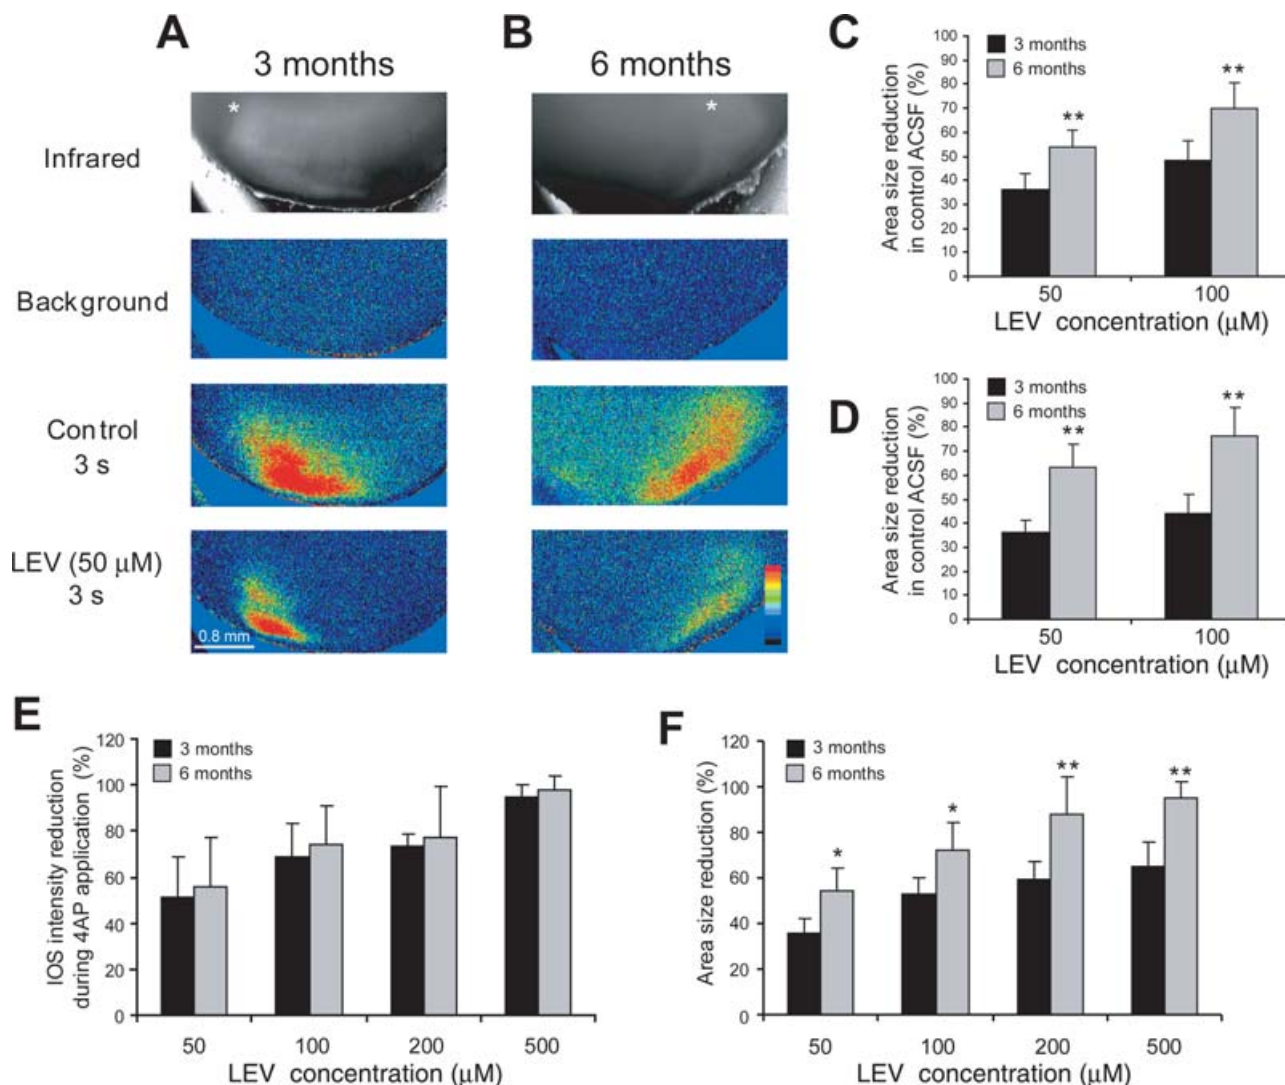 A
3 months
Infrared
*
Background
Control
3 s
LEV (50 µM)
3 s
0.8 mm
B
6 months
*
C
Area size reduction
in control ACSF (%)
100
90
80
70
60
50
40
30
20
10
0
3 months
6 months
**
**
50
100
LEV concentration (µM)
D
Area size reduction
in control ACSF (%)
100
90
80
70
60
50
40
30
20
10
0
3 months
6 months
**
**
50
100
LEV concentration (µM)
E
IOS intensity reduction
during 4AP application (%)
120
100
80
60
40
20
0
3 months
6 months
50
100
200
500
LEV concentration (µM)
F
Area size reduction (%)
120
100
80
60
40
20
0
3 months
6 months
*
*
**
**
50
100
200
500
LEV concentration (µM)